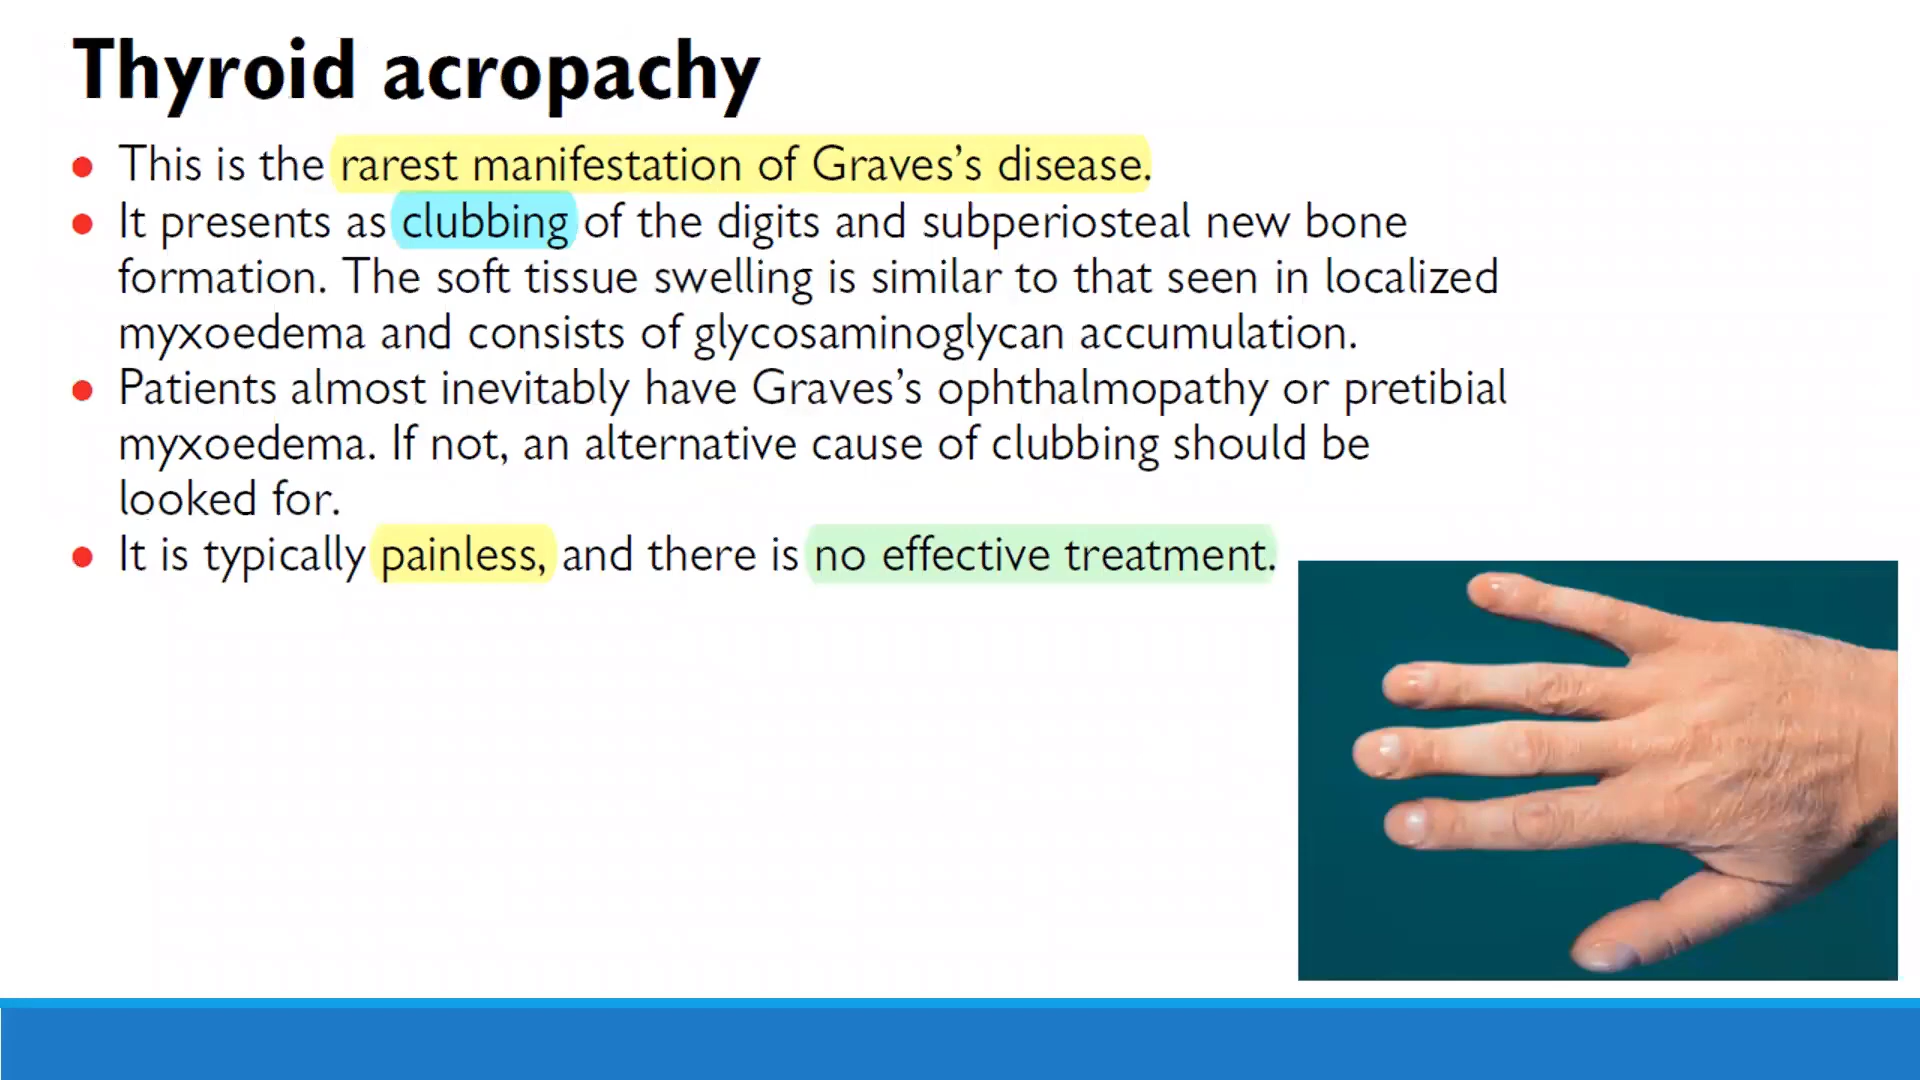 Thyroid acropachy
• This is the rarest manifestation of Graves’s disease.
• It presents as clubbing of the digits and subperiosteal new bone
formation. The soft tissue swelling is similar to that seen in localized
myxoedema and consists of glycosaminoglycan accumulation.
• Patients almost inevitably have Graves’s ophthalmopathy or pretibial
myxoedema. If not, an alternative cause of clubbing should be
looked for.
• It is typically painless, and there is no effective treatment.